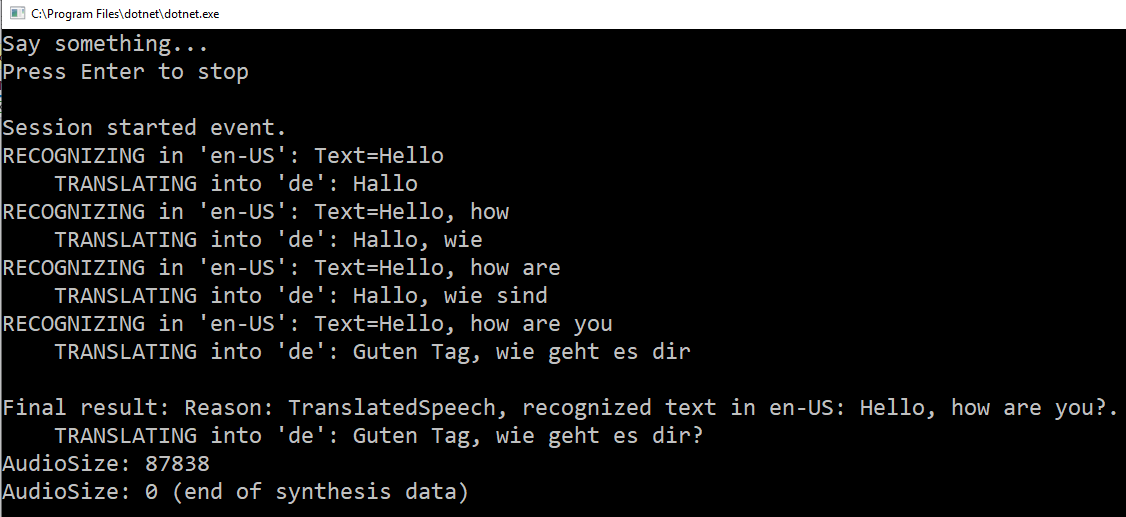 C:\Program Files\dotnet\dotnet.exe
Say something...
Press Enter to stop
Session started event.
RECOGNIZING in 'en-US': Text=Hello
TRANSLATING into 'de': Hallo
RECOGNIZING in 'en-US': Text=Hello, how
TRANSLATING into 'de': Hallo, wie
RECOGNIZING in 'en-US': Text=Hello, how are
TRANSLATING into 'de': Hallo, wie sind
RECOGNIZING in 'en-US': Text=Hello, how are you
TRANSLATING into 'de': Guten Tag, wie geht es dir
Final result: Reason: TranslatedSpeech, recognized text in en-US: Hello, how are you?.
TRANSLATING into 'de': Guten Tag, wie geht es dir?
AudioSize: 87838
AudioSize: 0 (end of synthesis data)